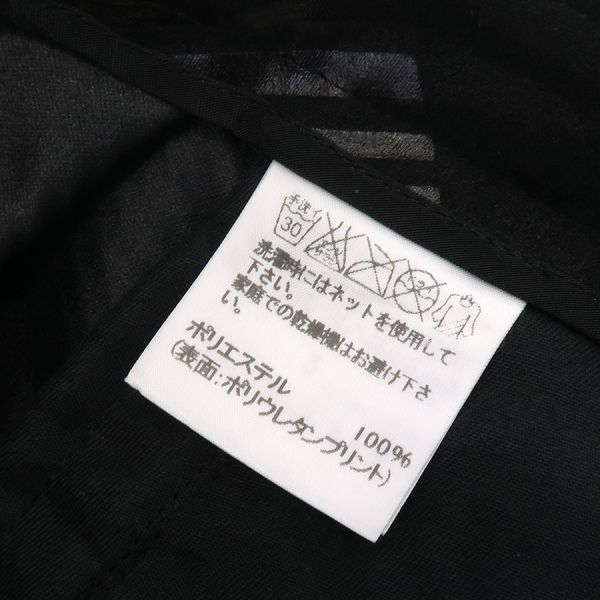 手洗イ
30
洗濯時にはネットを使用して
下さい。
家庭での乾燥機はお避け下さ
い。
ポリエステル 100%
(表面:ポリウレタンプリント)